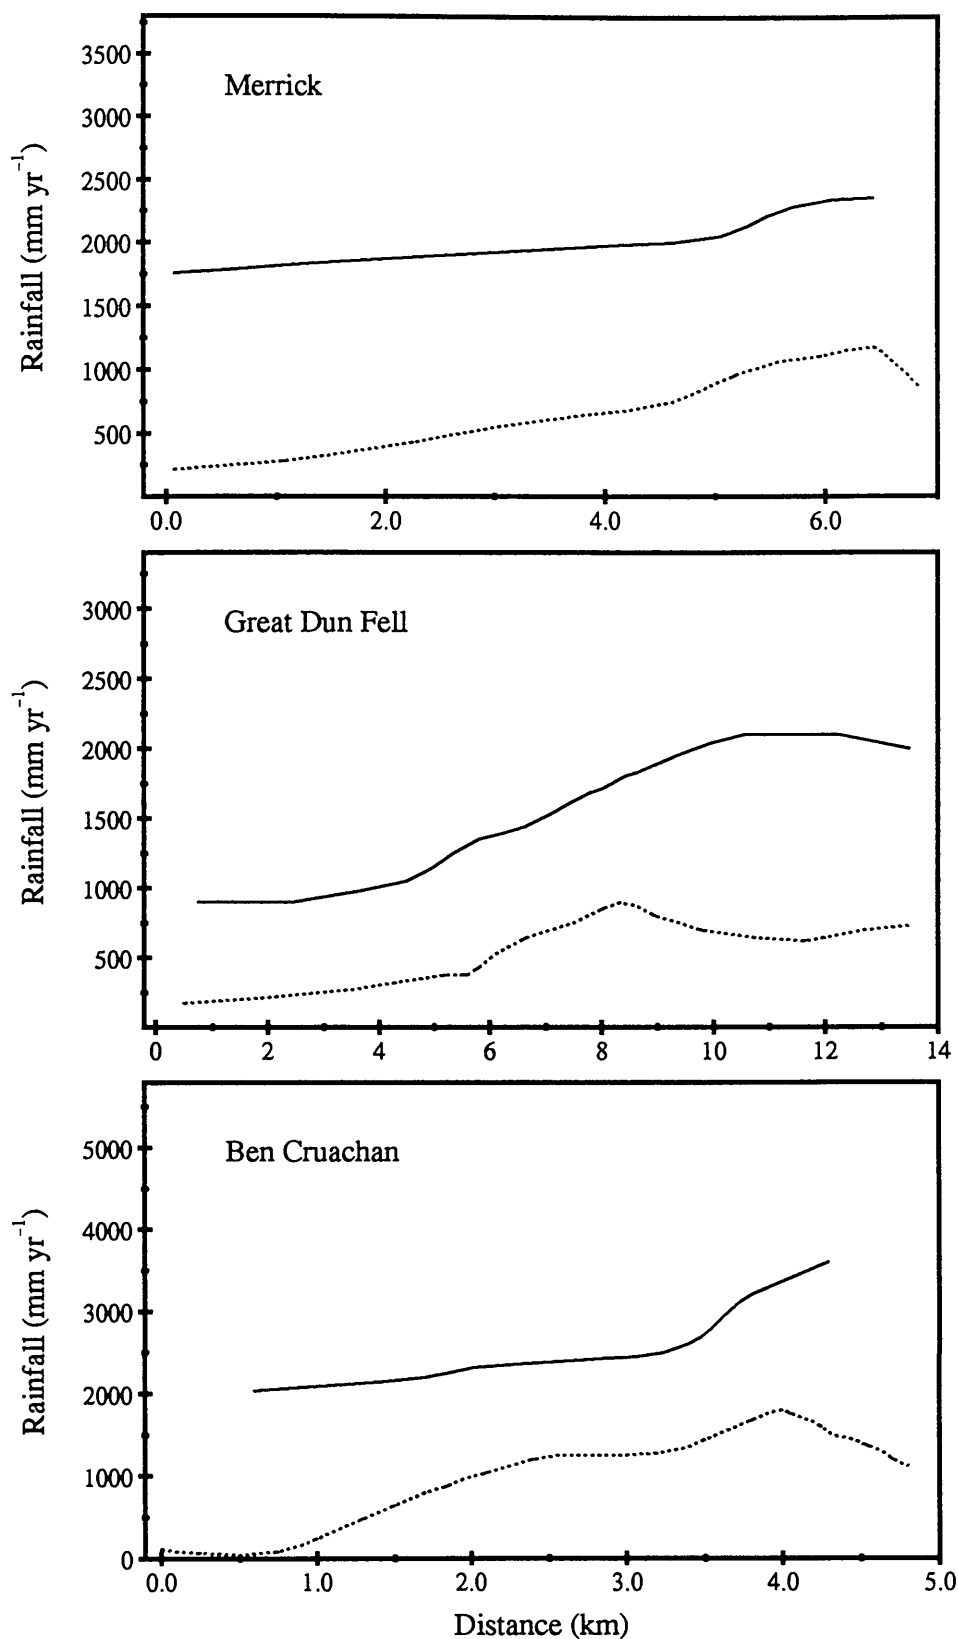 Merrick
Rainfall (mm yr⁻¹)
3500
3000
2500
2000
1500
1000
500
0.0 2.0 4.0 6.0
Great Dun Fell
Rainfall (mm yr⁻¹)
3000
2500
2000
1500
1000
500
0 2 4 6 8 10 12 14
Ben Cruachan
Rainfall (mm yr⁻¹)
5000
4000
3000
2000
1000
0
0.0 1.0 2.0 3.0 4.0 5.0
Distance (km)